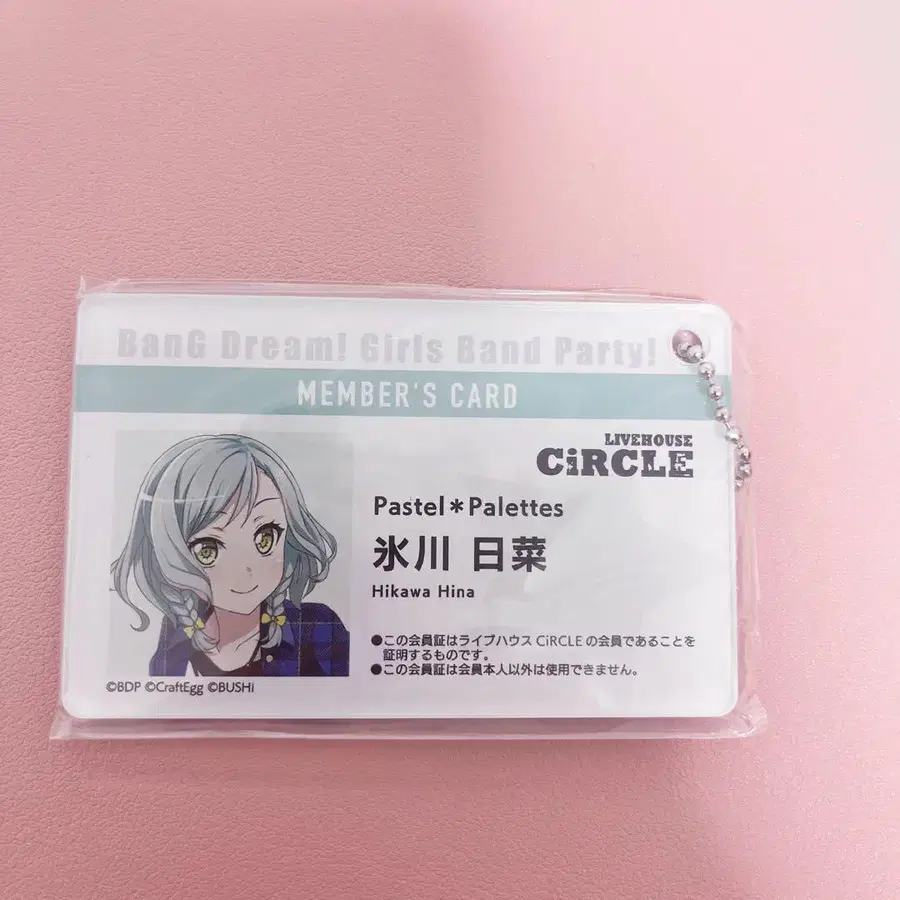 BanG Dream! Girls Band Party!
MEMBER'S CARD
LIVEHOUSE
CiRCLE
Pastel*Palettes
氷川 日菜
Hikawa Hina
●この会員証はライブハウス CiRCLE の会員であることを
証明するものです。
●この会員証は会員本人以外は使用できません。
©BDP ©CraftEgg ©BUSHI